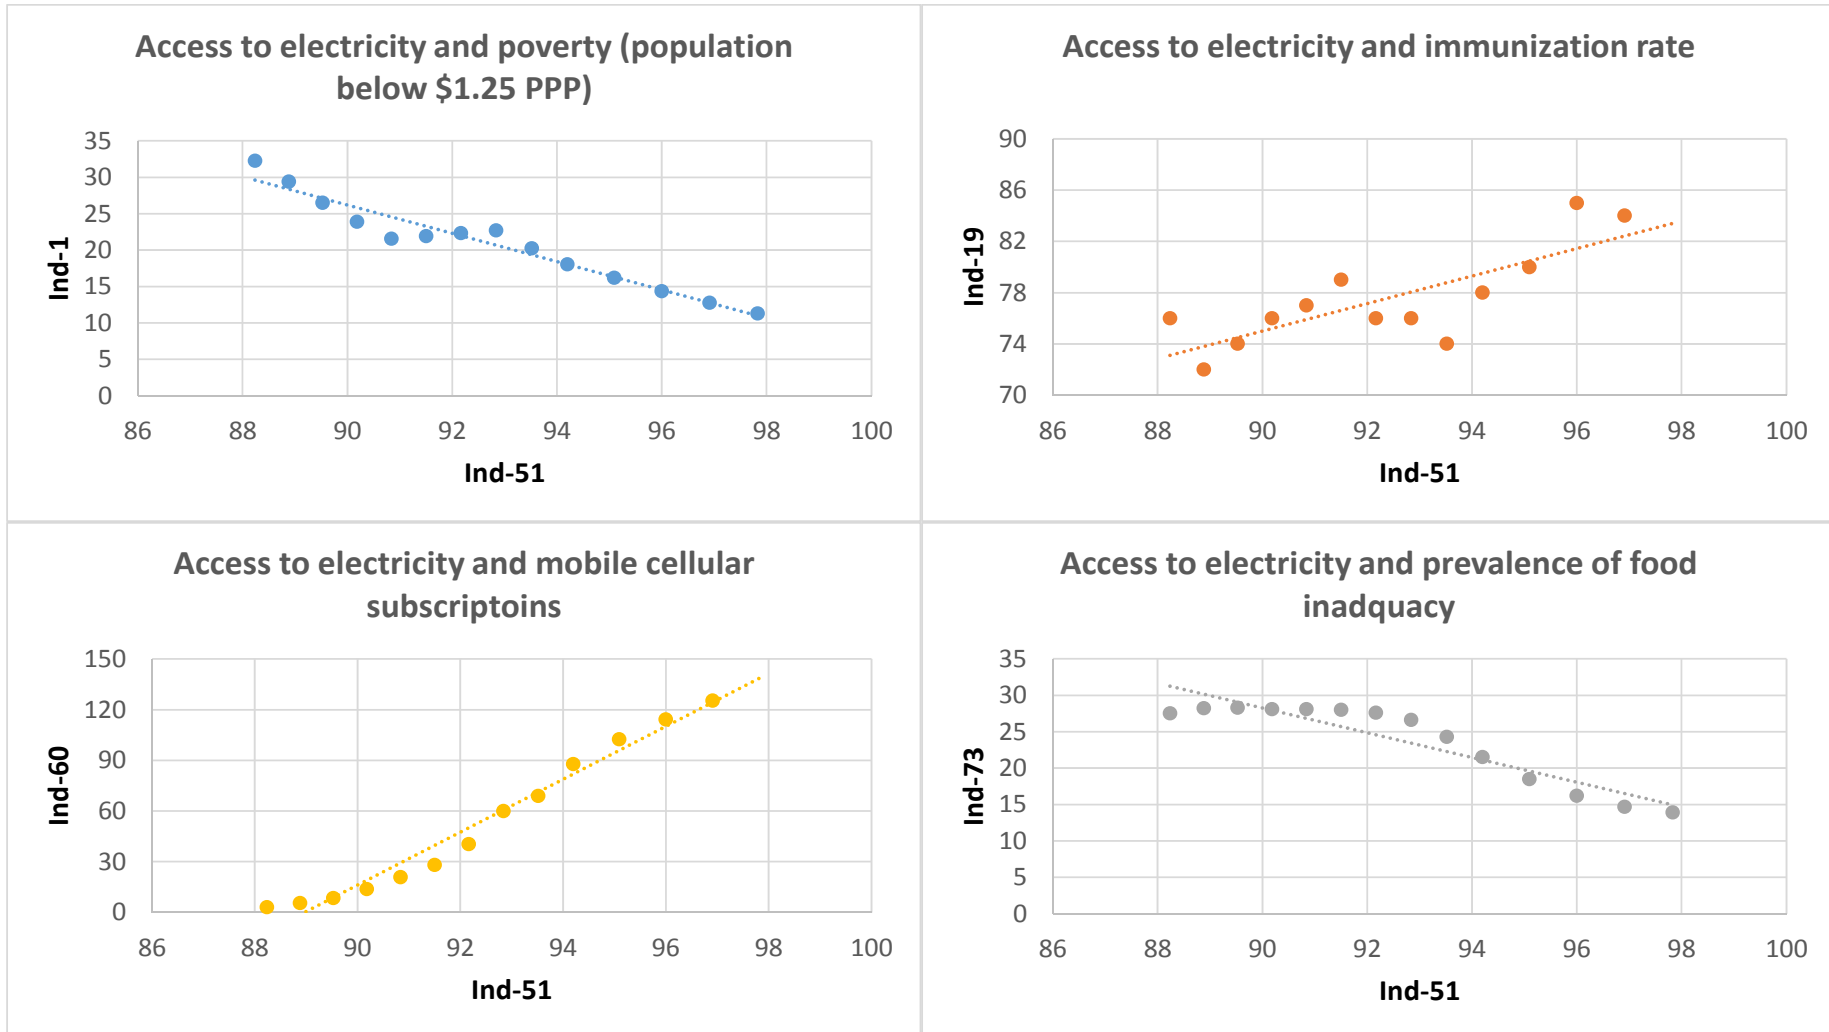 Access to electricity and poverty (population
below $1.25 PPP)
35
30
25
20
15
10
5
0
Ind-1
86 88 90 92 94 96 98 100
Ind-51
Access to electricity and immunization rate
90
86
82
78
74
70
Ind-19
86 88 90 92 94 96 98 100
Ind-51
Access to electricity and mobile cellular
subscriptoins
150
120
90
60
30
0
Ind-60
86 88 90 92 94 96 98 100
Ind-51
Access to electricity and prevalence of food
inadquacy
35
30
25
20
15
10
5
0
Ind-73
86 88 90 92 94 96 98 100
Ind-51